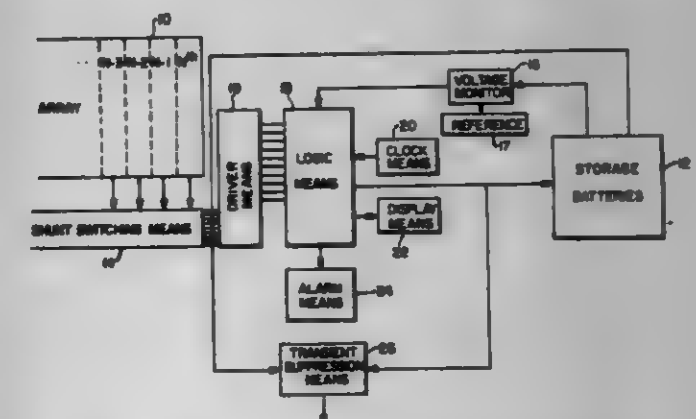 10
ARRAY
SHUNT SWITCHING MEANS
DRIVER
MEANS
LOGIC
MEANS
20
CLOCK
MEANS
DISPLAY
MEANS
22
ALARM
MEANS
24
TRANSIENT
SUPPRESSION
MEANS
VOLTAGE
MONITOR
REFERENCE
17
STORAGE
BATTERIES
12